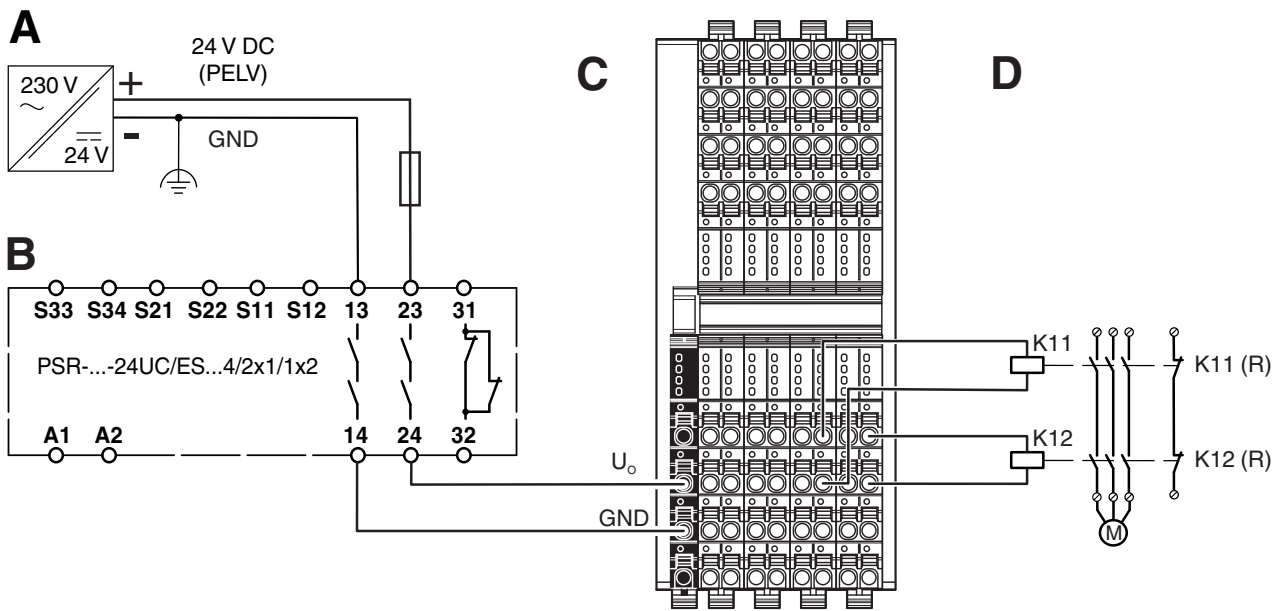 A
24 V DC
(PELV)
230 V
24 V
+
-
GND
B
S33 S34 S21 S22 S11 S12 13 23 31
PSR-...-24UC/ES...4/2x1/1x2
A1 A2 14 24 32
C
D
Uo
GND
K11
K11 (R)
K12
K12 (R)
M